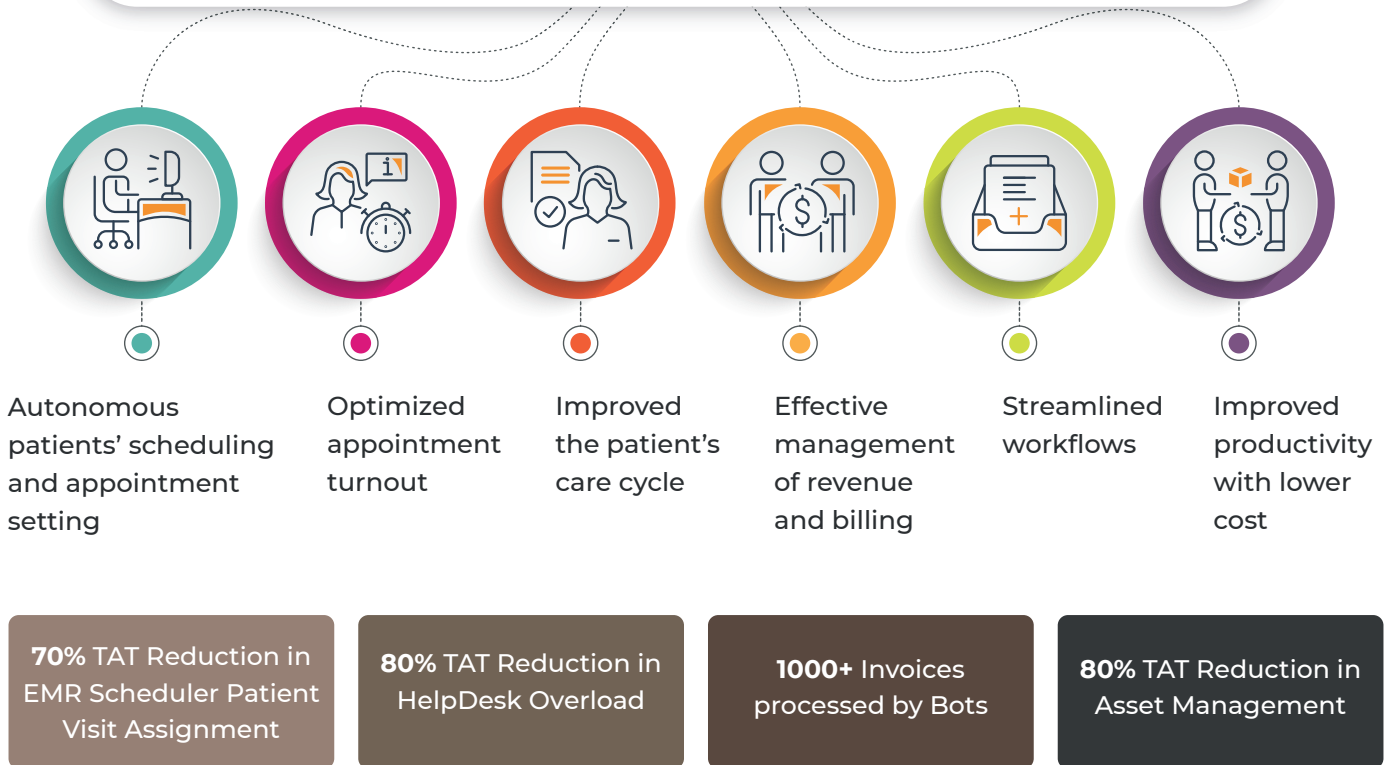 i
$
$
Autonomous
patients’ scheduling
and appointment
setting
Optimized
appointment
turnout
Improved
the patient’s
care cycle
Effective
management
of revenue
and billing
Streamlined
workflows
Improved
productivity
with lower
cost
70% TAT Reduction in
EMR Scheduler Patient
Visit Assignment
80% TAT Reduction in
HelpDesk Overload
1000+ Invoices
processed by Bots
80% TAT Reduction in
Asset Management